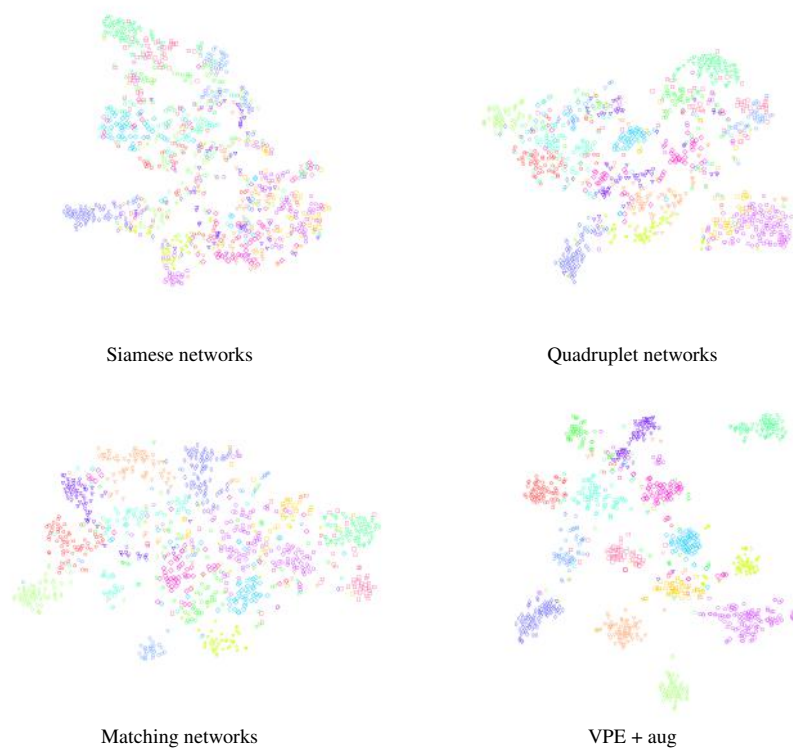 Siamese networks
Quadruplet networks
Matching networks
VPE + aug